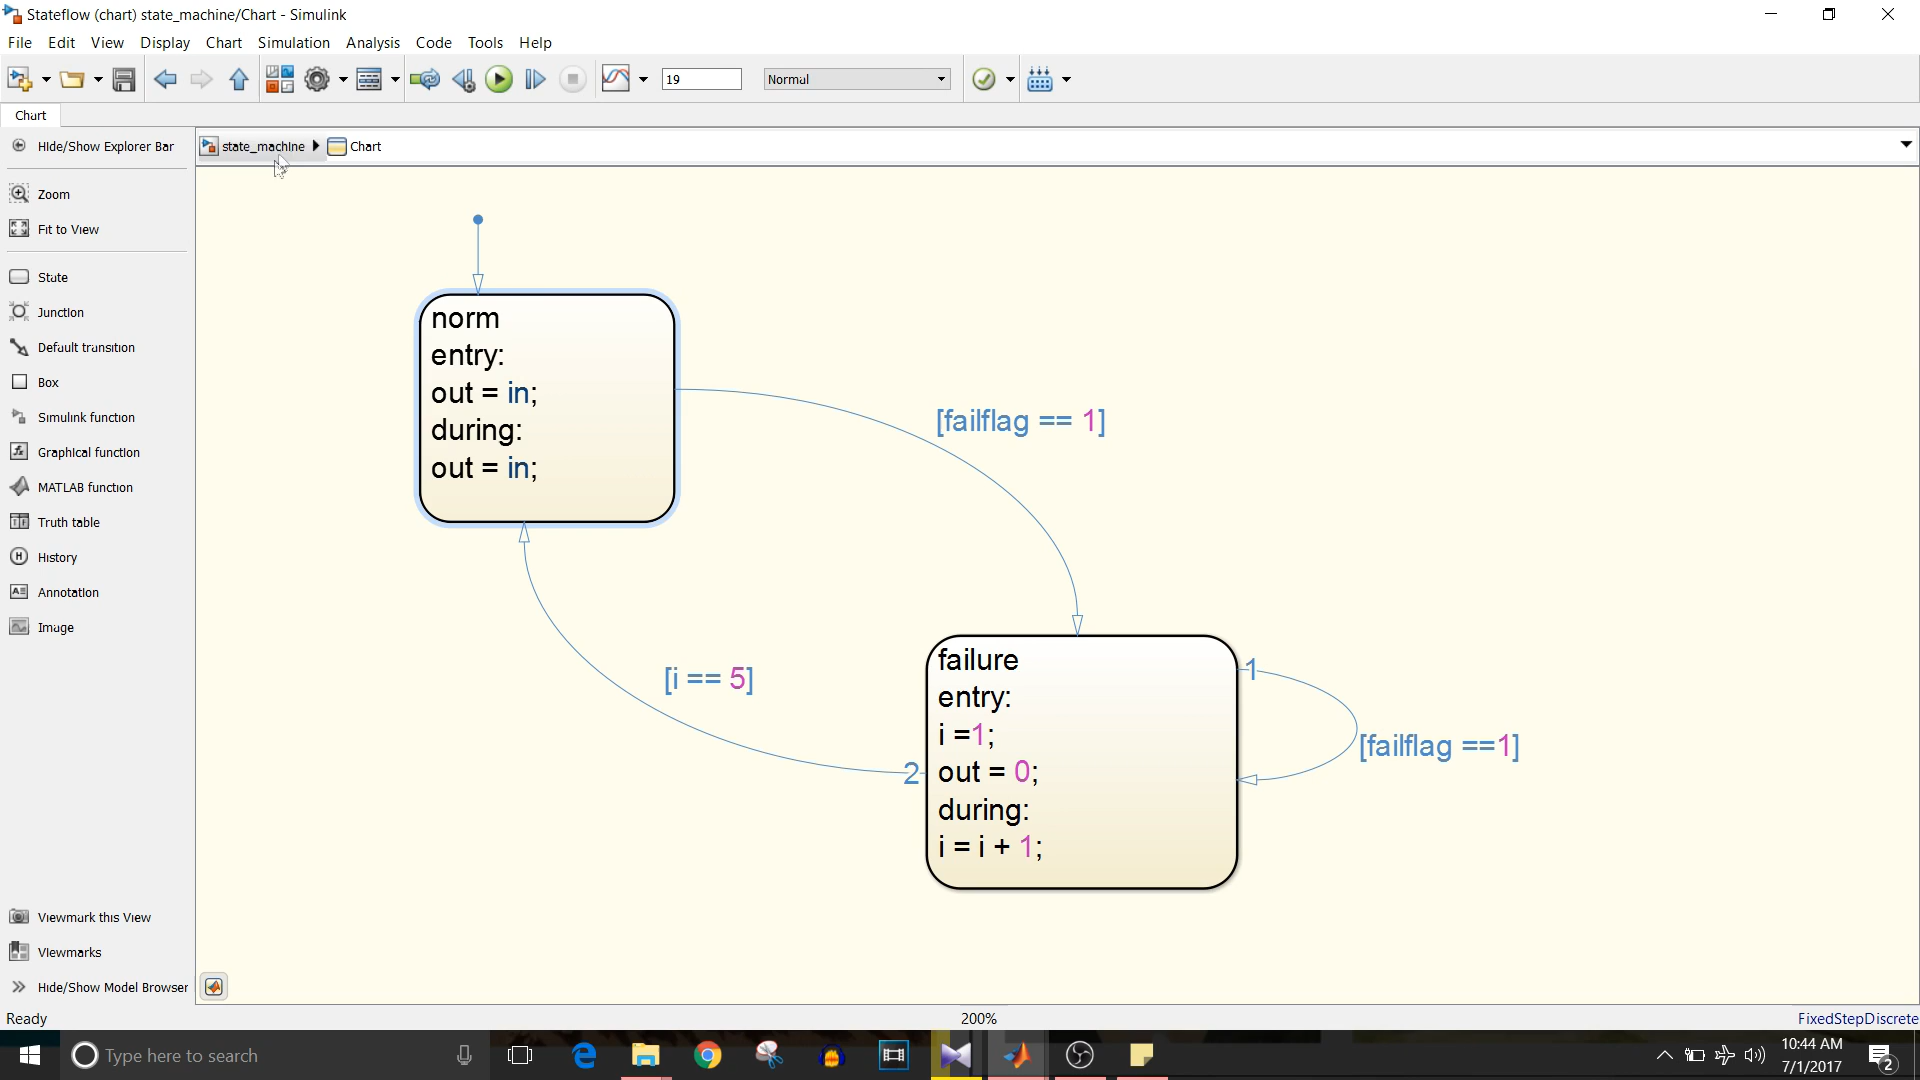 Stateflow (chart) state_machine/Chart - Simulink
File Edit View Display Chart Simulation Analysis Code Tools Help
19 Normal
Chart
Hide/Show Explorer Bar
state_machine Chart
Zoom
Fit to View
State
Junction
Default transition
Box
Simulink function
Graphical function
MATLAB function
Truth table
History
Annotation
Image
norm
entry:
out = in;
during:
out = in;
[failflag == 1]
[i == 5]
2
failure
entry:
i =1;
out = 0;
during:
i = i + 1;
1
[failflag ==1]
Viewmark this View
Viewmarks
Hide/Show Model Browser
Ready 200% FixedStepDiscrete
Type here to search
10:44 AM
7/1/2017
2